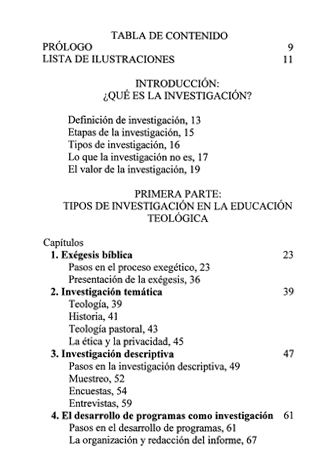 TABLA DE CONTENIDO
PRÓLOGO 9
LISTA DE ILUSTRACIONES 11
INTRODUCCIÓN:
¿QUÉ ES LA INVESTIGACIÓN?
Definición de investigación, 13
Etapas de la investigación, 15
Tipos de investigación, 16
Lo que la investigación no es, 17
El valor de la investigación, 19
PRIMERA PARTE:
TIPOS DE INVESTIGACIÓN EN LA EDUCACIÓN
TEOLÓGICA
Capítulos
1. Exégesis bíblica 23
Pasos en el proceso exegético, 23
Presentación de la exégesis, 36
2. Investigación temática 39
Teología, 39
Historia, 41
Teología pastoral, 43
La ética y la privacidad, 45
3. Investigación descriptiva 47
Pasos en la investigación descriptiva, 49
Muestreo, 52
Encuestas, 54
Entrevistas, 59
4. El desarrollo de programas como investigación 61
Pasos en el desarrollo de programas, 61
La organización y redacción del informe, 67